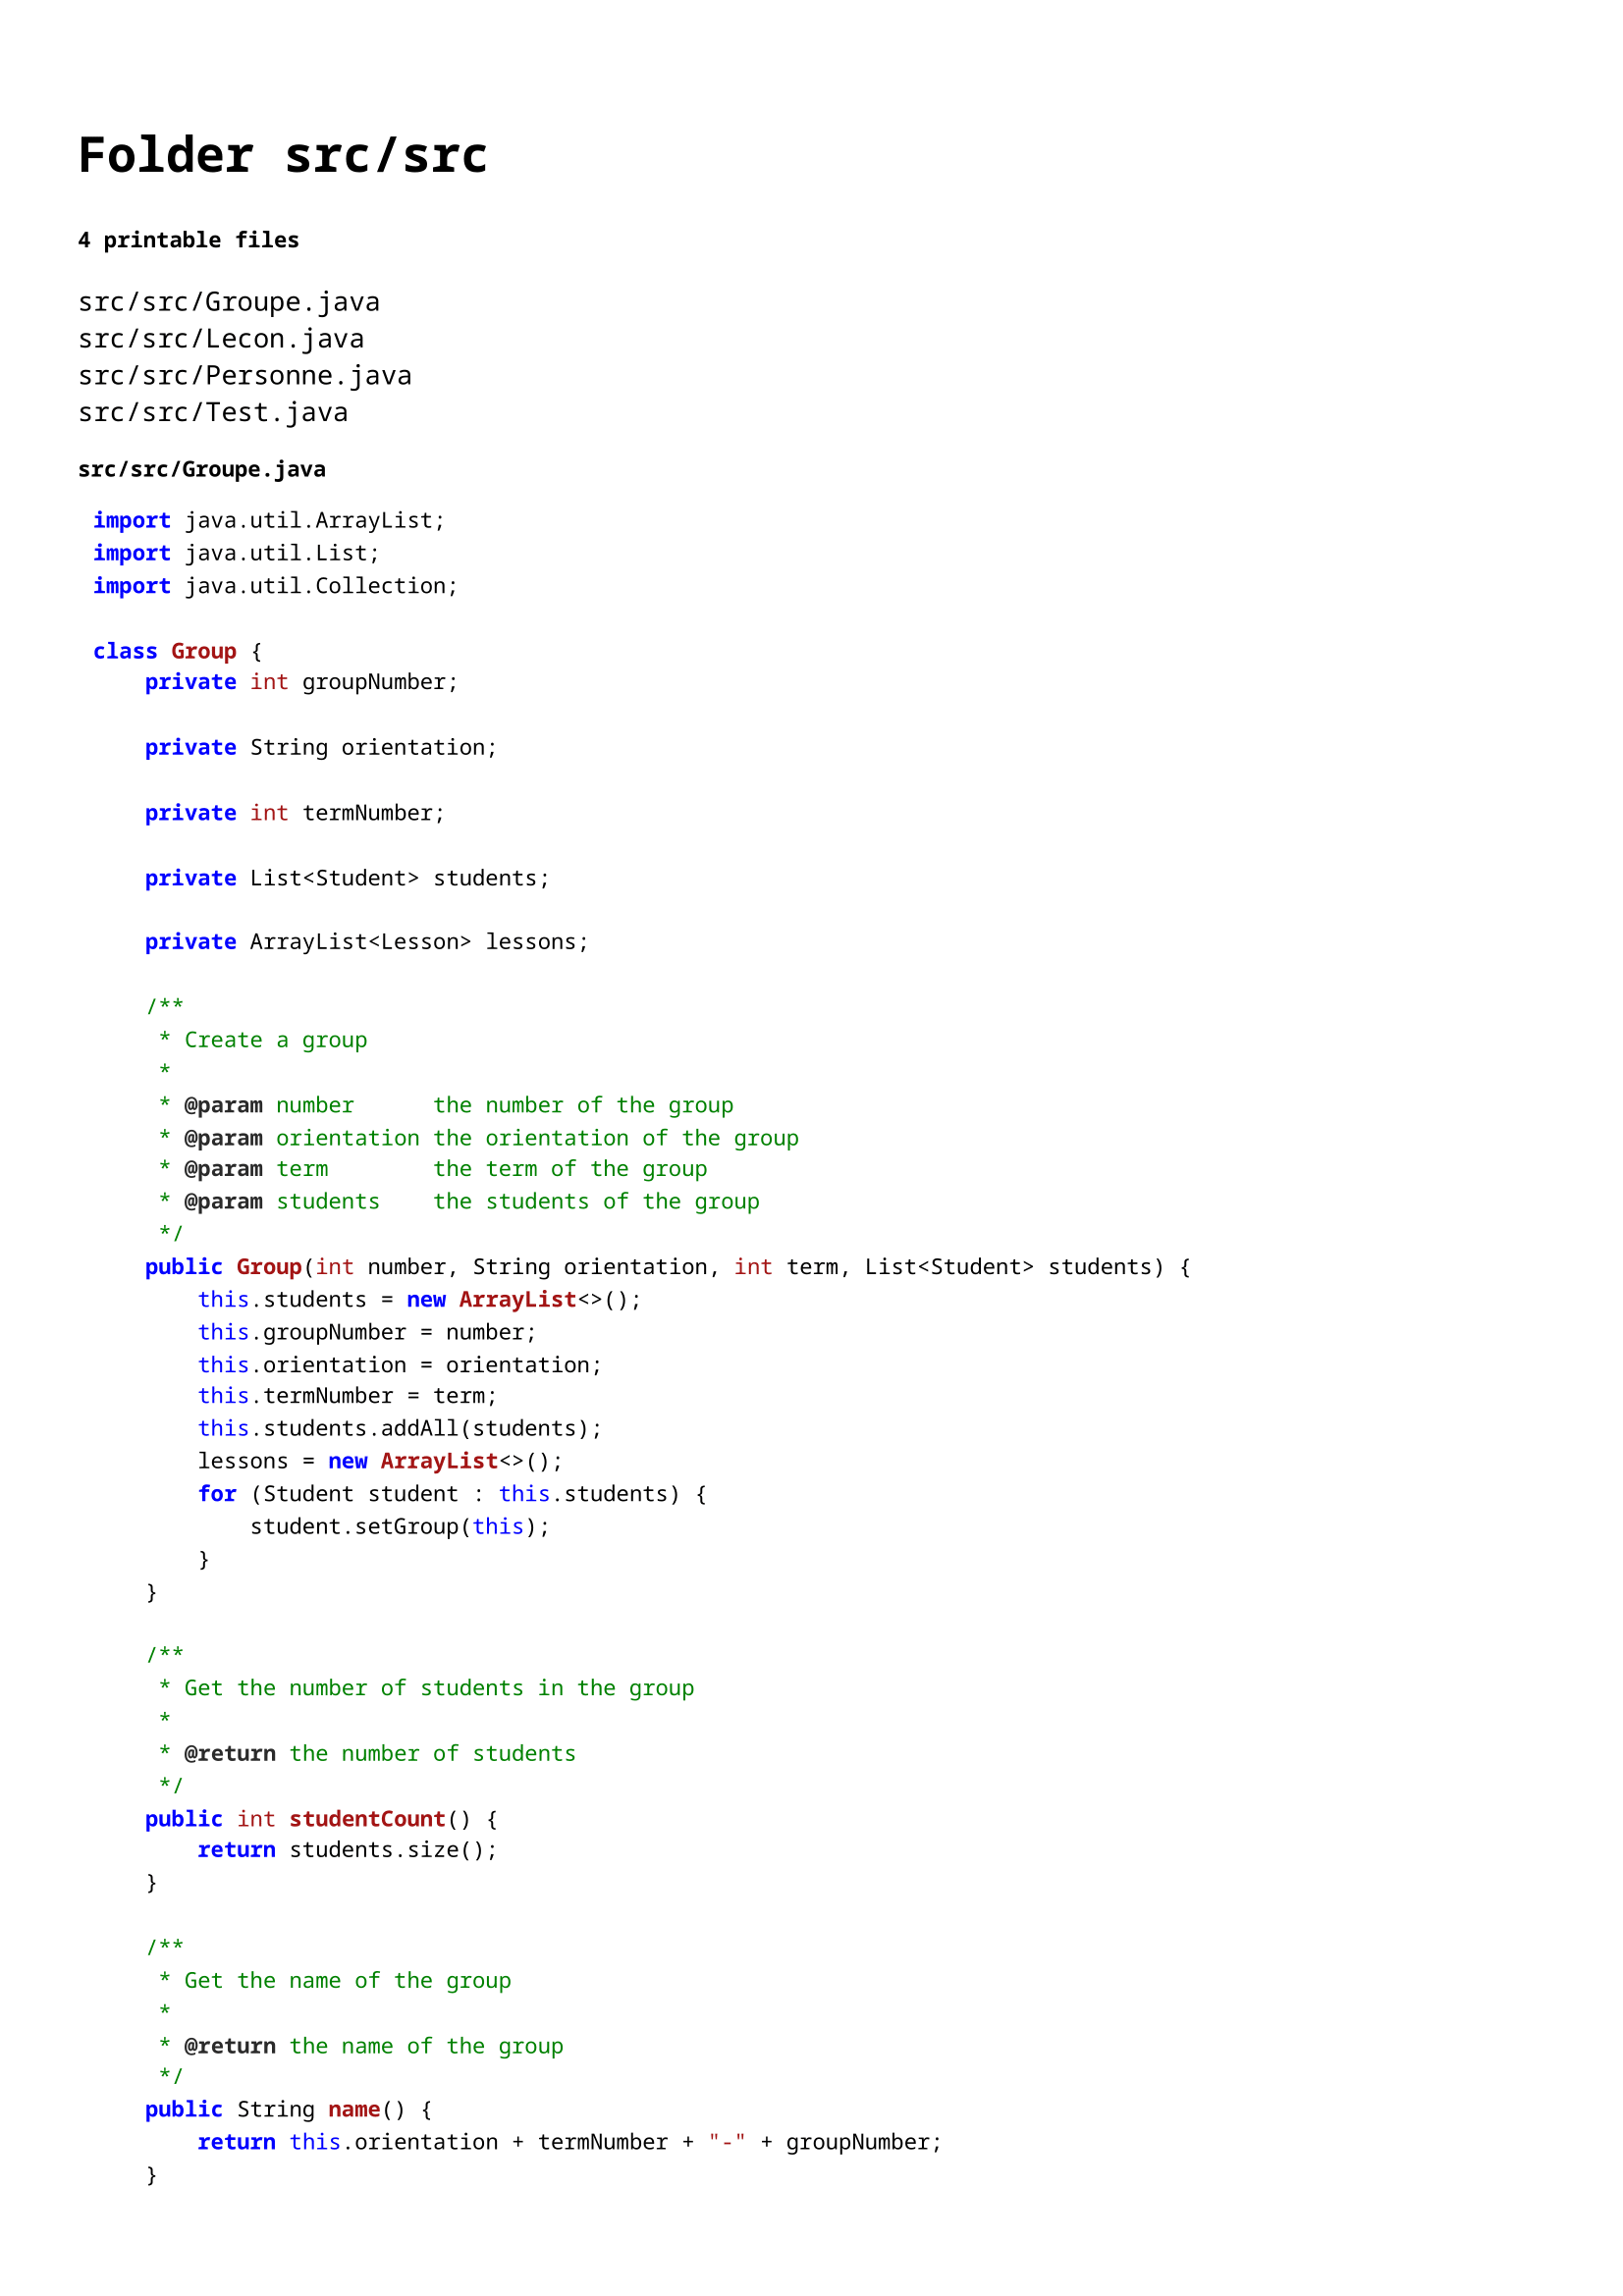 Folder src/src
4 printable files
src/src/Groupe.java
src/src/Lecon.java
src/src/Personne.java
src/src/Test.java
src/src/Groupe.java
import java.util.ArrayList;
import java.util.List;
import java.util.Collection;
class Group {
    private int groupNumber;
    private String orientation;
    private int termNumber;
    private List<Student> students;
    private ArrayList<Lesson> lessons;
    /**
     * Create a group
     *
     * @param number      the number of the group
     * @param orientation the orientation of the group
     * @param term        the term of the group
     * @param students    the students of the group
     */
    public Group(int number, String orientation, int term, List<Student> students) {
        this.students = new ArrayList<>();
        this.groupNumber = number;
        this.orientation = orientation;
        this.termNumber = term;
        this.students.addAll(students);
        lessons = new ArrayList<>();
        for (Student student : this.students) {
            student.setGroup(this);
        }
    }
    /**
     * Get the number of students in the group
     *
     * @return the number of students
     */
    public int studentCount() {
        return students.size();
    }
    /**
     * Get the name of the group
     *
     * @return the name of the group
     */
    public String name() {
        return this.orientation + termNumber + "-" + groupNumber;
    }